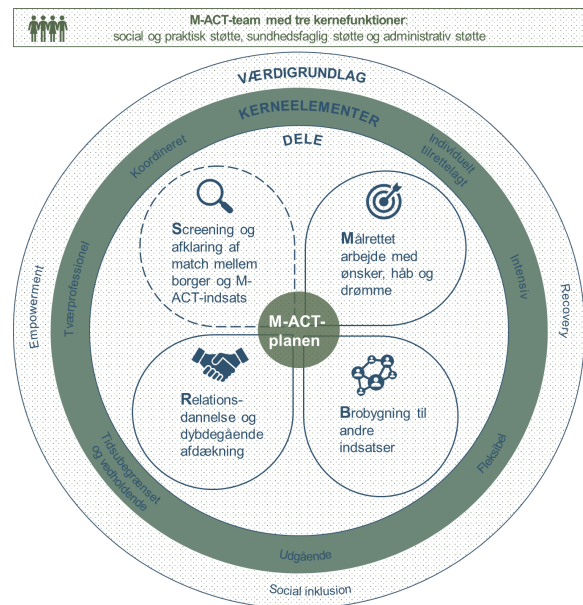 M-ACT-team med tre kernefunktioner:
social og praktisk støtte, sundhedsfaglig støtte og administrativ støtte
VÆRDIGRUNDLAG
KERNEELEMENTER
DELE
Koordineret
Individuelt
tilrettelagt
Screening og
afklaring af
match mellem
borger og M-
ACT-indsats
Målrettet
arbejde med
ønsker, håb og
drømme
Empowerment
Tværprofessionel
Intensiv
Recovery
M-ACT-
planen
Relations-
dannelse og
dybdegående
afdækning
Brobygning til
andre
indsatser
Tidsubegrænset
og vedholdende
Fleksibel
Udgående
Social inklusion